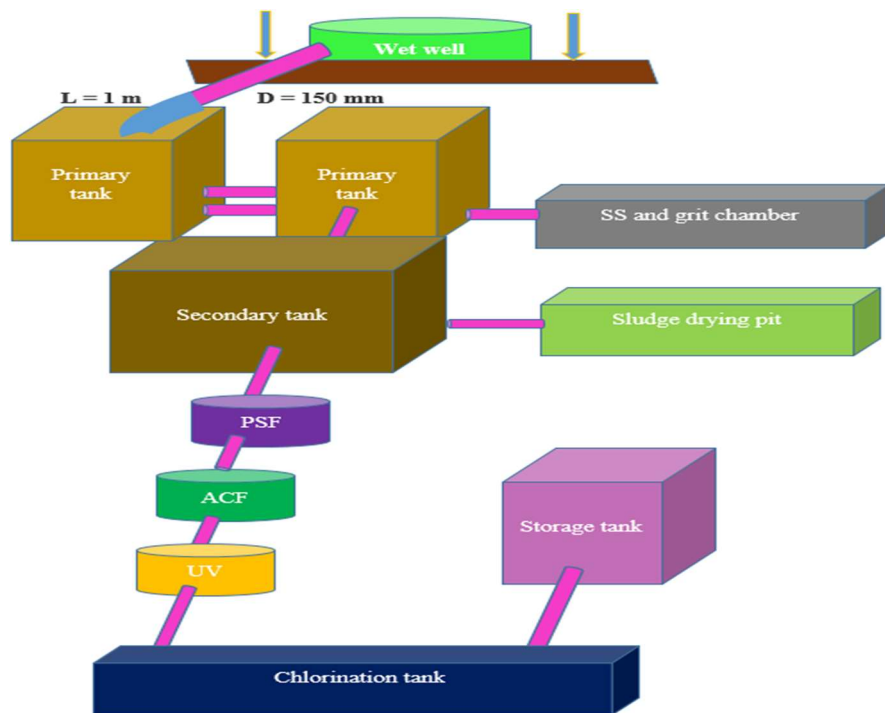 Wet well
L = 1 m
D = 150 mm
Primary
tank
Primary
tank
SS and grit chamber
Secondary tank
Sludge drying pit
PSF
ACF
Storage tank
UV
Chlorination tank